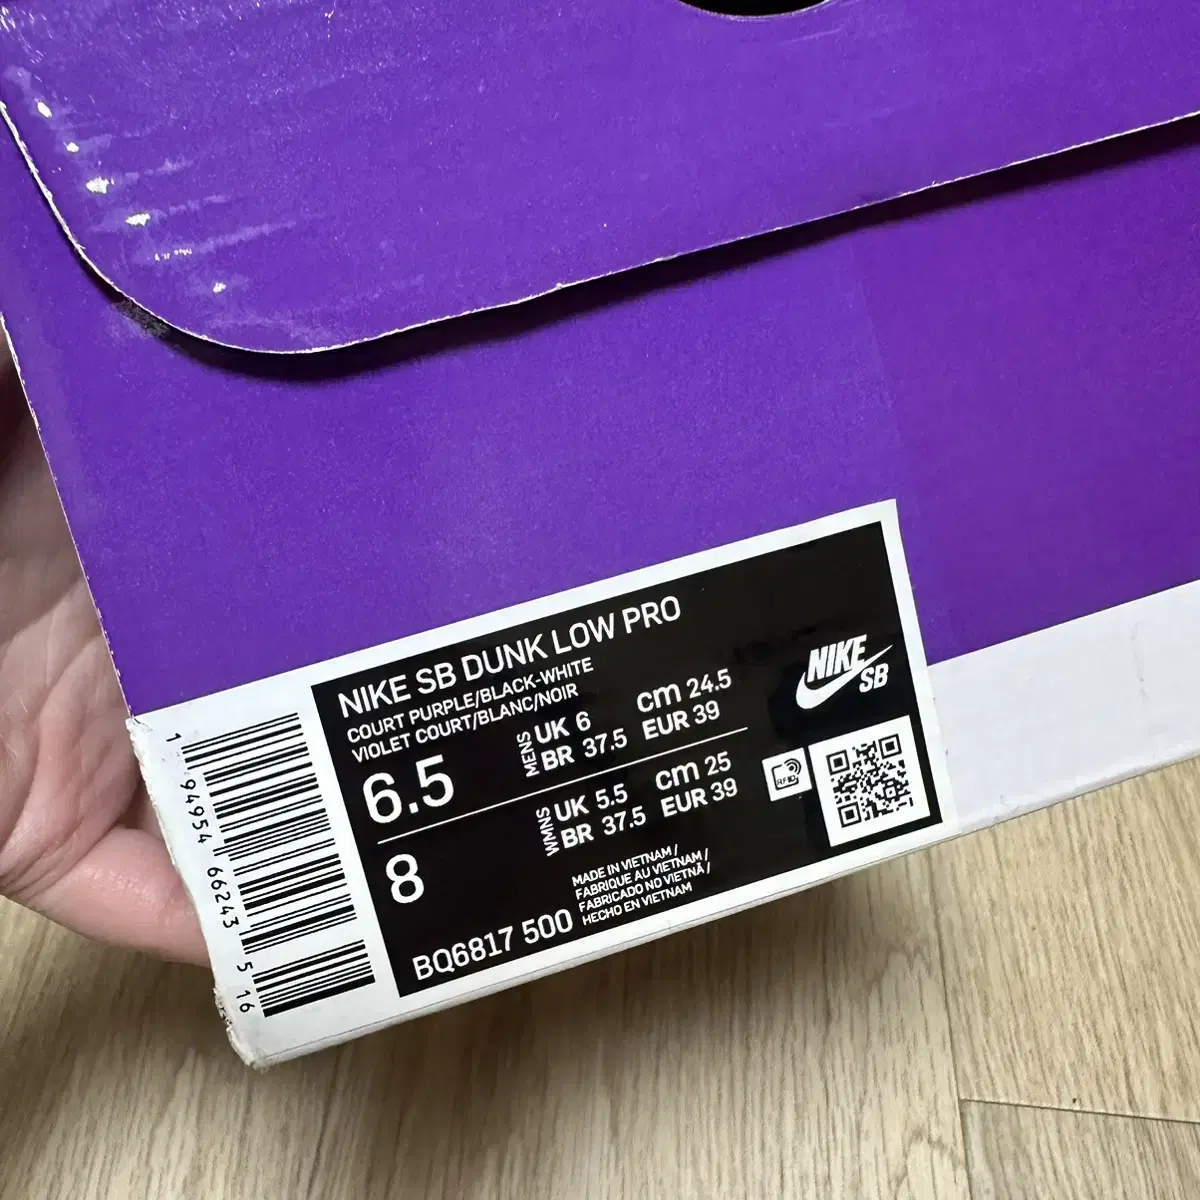 NIKE SB DUNK LOW PRO
COURT PURPLE/BLACK-WHITE
VIOLET COURT/BLANC/NOIR
6.5
MENS
UK 6
BR 37.5
cm 24.5
EUR 39
8
WMNS
UK 5.5
BR 37.5
cm 25
EUR 39
MADE IN VIETNAM /
FABRIQUE AU VIETNAM /
FABRICADO NO VIETNÃ /
HECHO EN VIETNAM
BQ6817 500
NIKE
SB
RFID
1 94954 66243 5 16